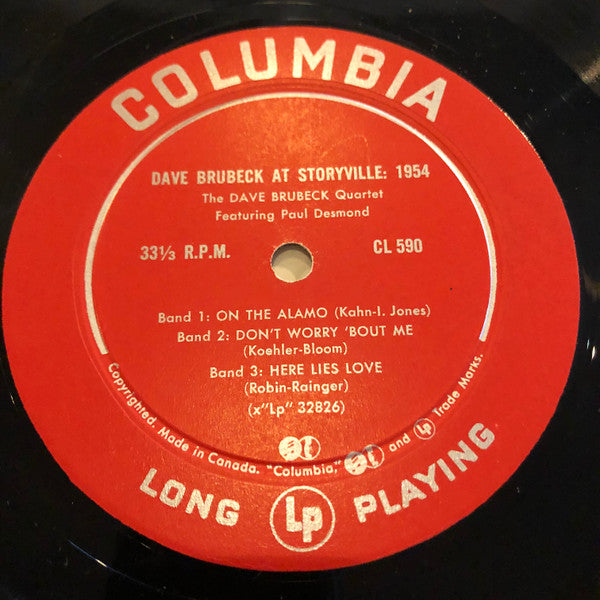 COLUMBIA
DAVE BRUBECK AT STORYVILLE: 1954
The DAVE BRUBECK Quartet
Featuring Paul Desmond
33⅓ R.P.M.
CL 590
Band 1: ON THE ALAMO (Kahn-I. Jones)
Band 2: DON'T WORRY 'BOUT ME
(Koehler-Bloom)
Band 3: HERE LIES LOVE
(Robin-Rainger)
(x"Lp" 32826)
Copyrighted. Made in Canada. "Columbia," and Lp Trade Marks.
LONG Lp PLAYING